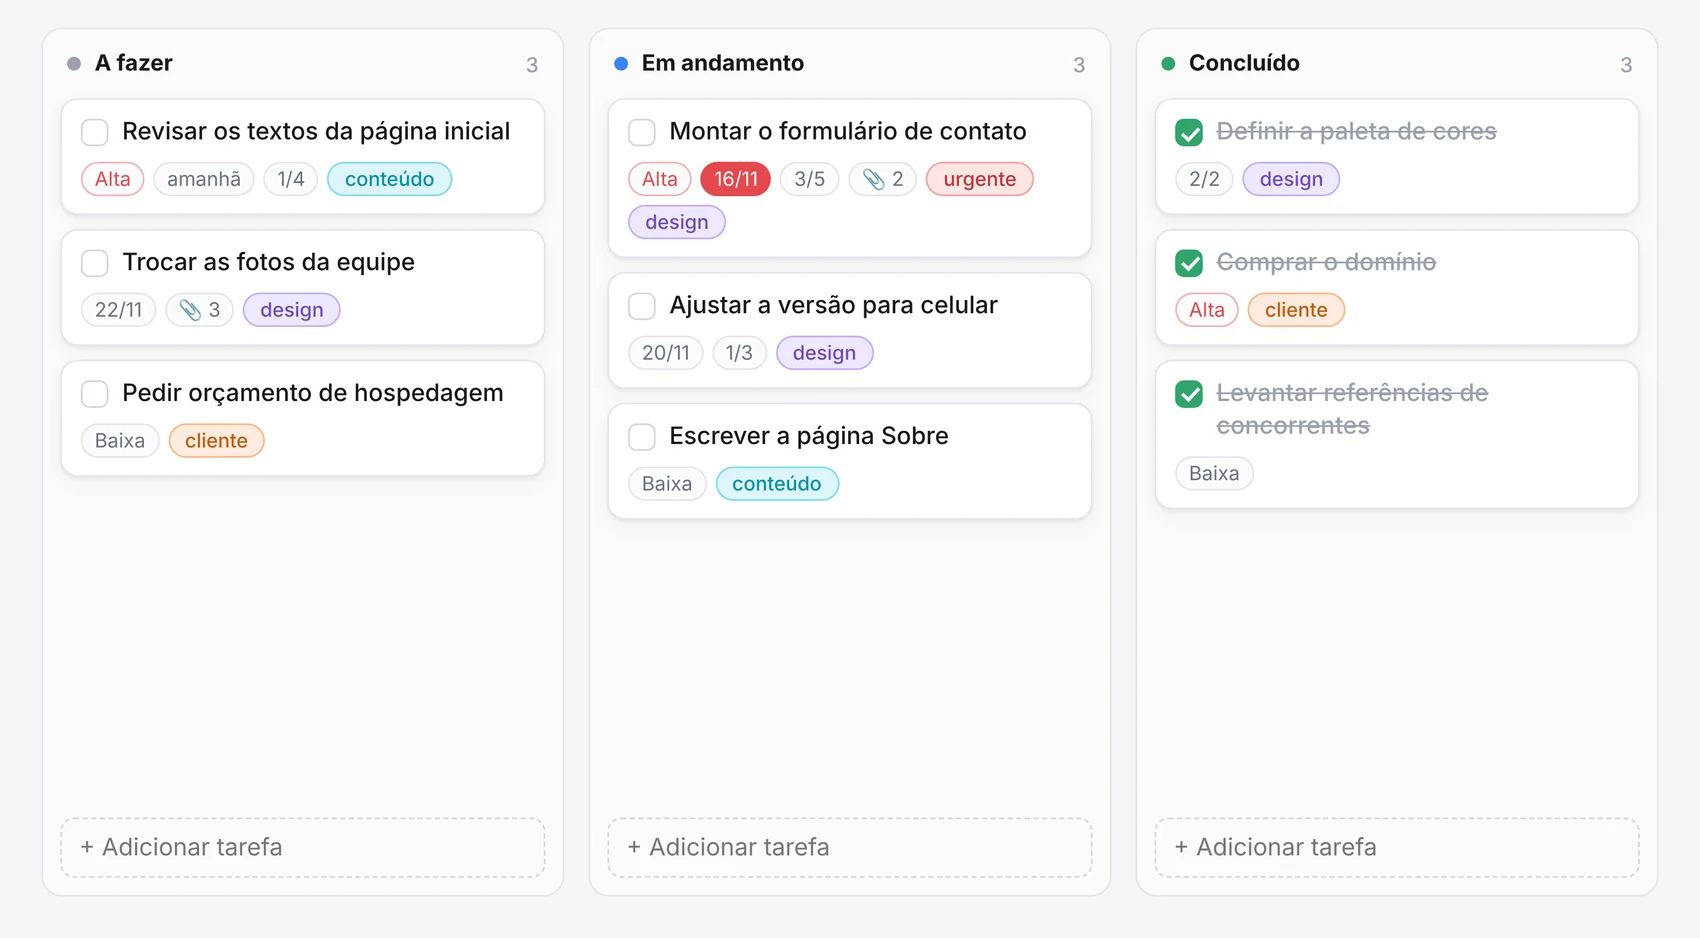 A fazer 3
Revisar os textos da página inicial
Alta amanhã 1/4 conteúdo
Trocar as fotos da equipe
22/11 📎 3 design
Pedir orçamento de hospedagem
Baixa cliente
+ Adicionar tarefa
Em andamento 3
Montar o formulário de contato
Alta 16/11 3/5 📎 2 urgente
design
Ajustar a versão para celular
20/11 1/3 design
Escrever a página Sobre
Baixa conteúdo
+ Adicionar tarefa
Concluído 3
Definir a paleta de cores
2/2 design
Comprar o domínio
Alta cliente
Levantar referências de
concorrentes
Baixa
+ Adicionar tarefa